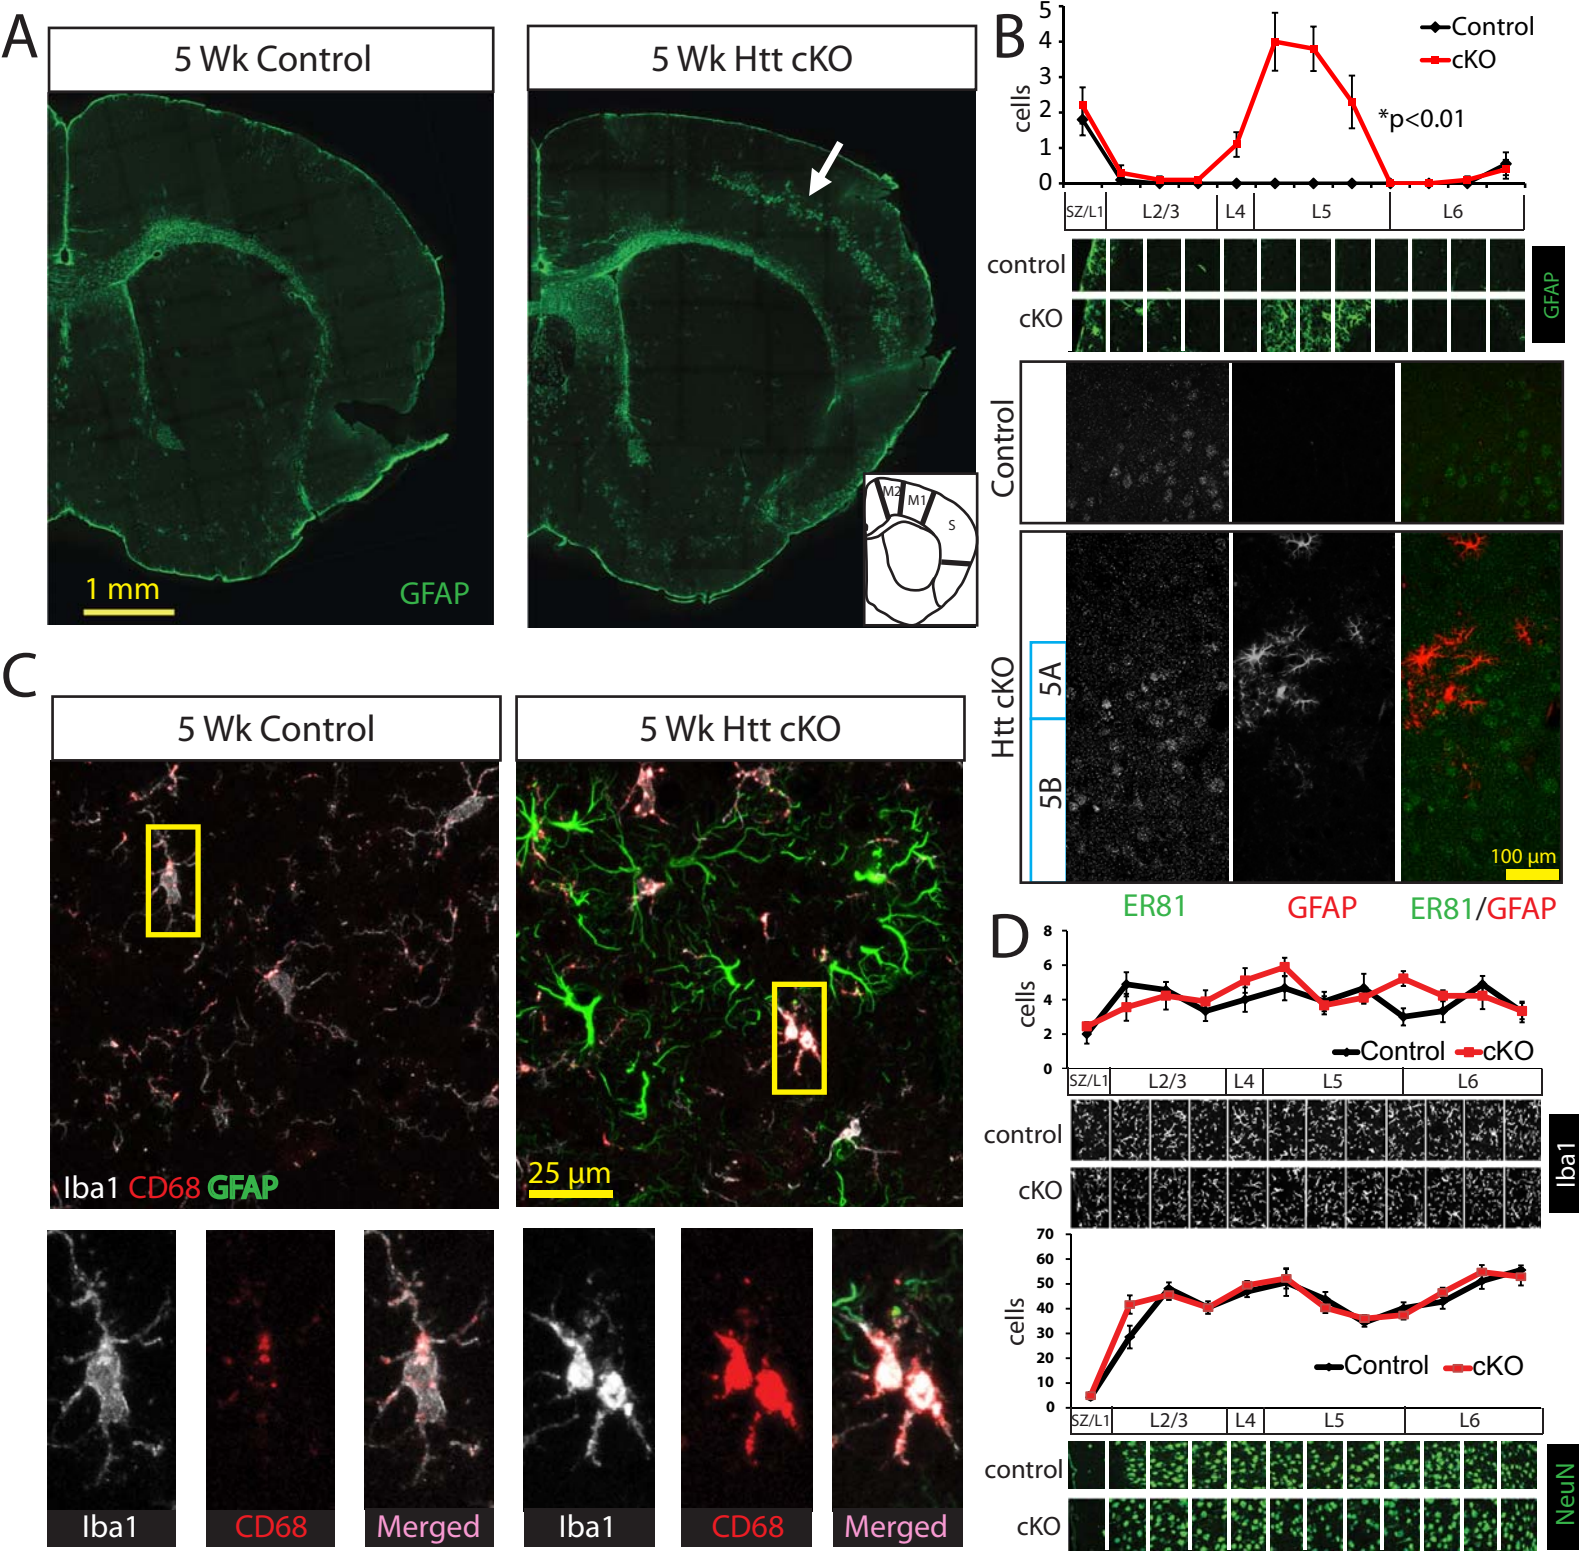 A
5 Wk Control
5 Wk Htt cKO
1 mm
GFAP
M2
M1
S
B
5
4
3
2
1
0
cells
Control
cKO
*p<0.01
SZ/L1 L2/3 L4 L5 L6
control
cKO
GFAP
Control
Htt cKO
5A
5B
100 µm
ER81 GFAP ER81/GFAP
C
5 Wk Control
5 Wk Htt cKO
Iba1 CD68 GFAP
25 µm
Iba1 CD68 Merged
Iba1 CD68 Merged
D
8
6
4
2
0
cells
Control cKO
SZ/L1 L2/3 L4 L5 L6
control
cKO
Iba1
70
60
50
40
30
20
10
0
cells
Control cKO
SZ/L1 L2/3 L4 L5 L6
control
cKO
NeuN